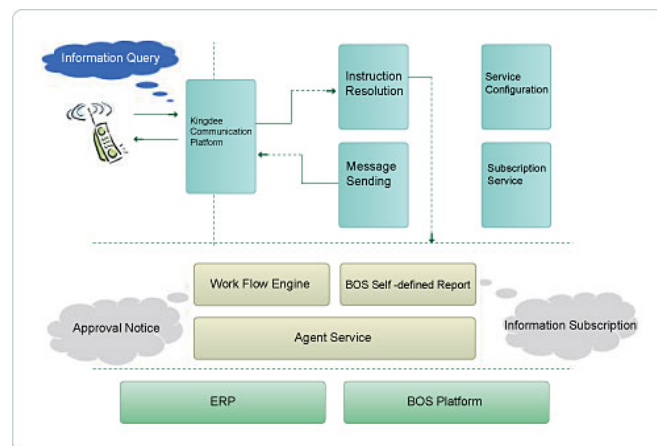 Information Query
Kingdee
Communication
Platform
Instruction
Resolution
Service
Configuration
Message
Sending
Subscription
Service
Work Flow Engine
BOS Self -defined Report
Approval Notice
Information Subscription
Agent Service
ERP
BOS Platform